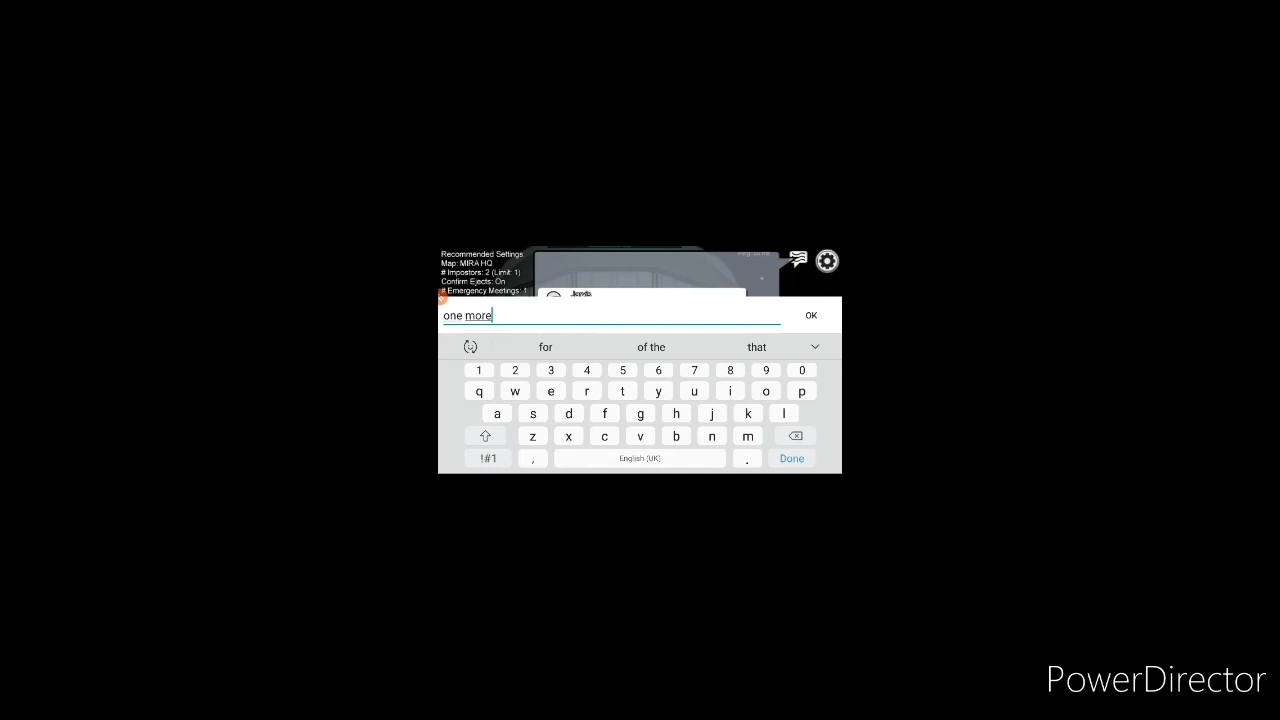 Recommended Settings
Map: MIRA HQ
# Impostors: 2 (Limit: 1)
Confirm Ejects: On
# Emergency Meetings: 1
one more
OK
for of the that
1 2 3 4 5 6 7 8 9 0
q w e r t y u i o p
a s d f g h j k l
z x c v b n m
!#1 , English (UK) . Done
PowerDirector